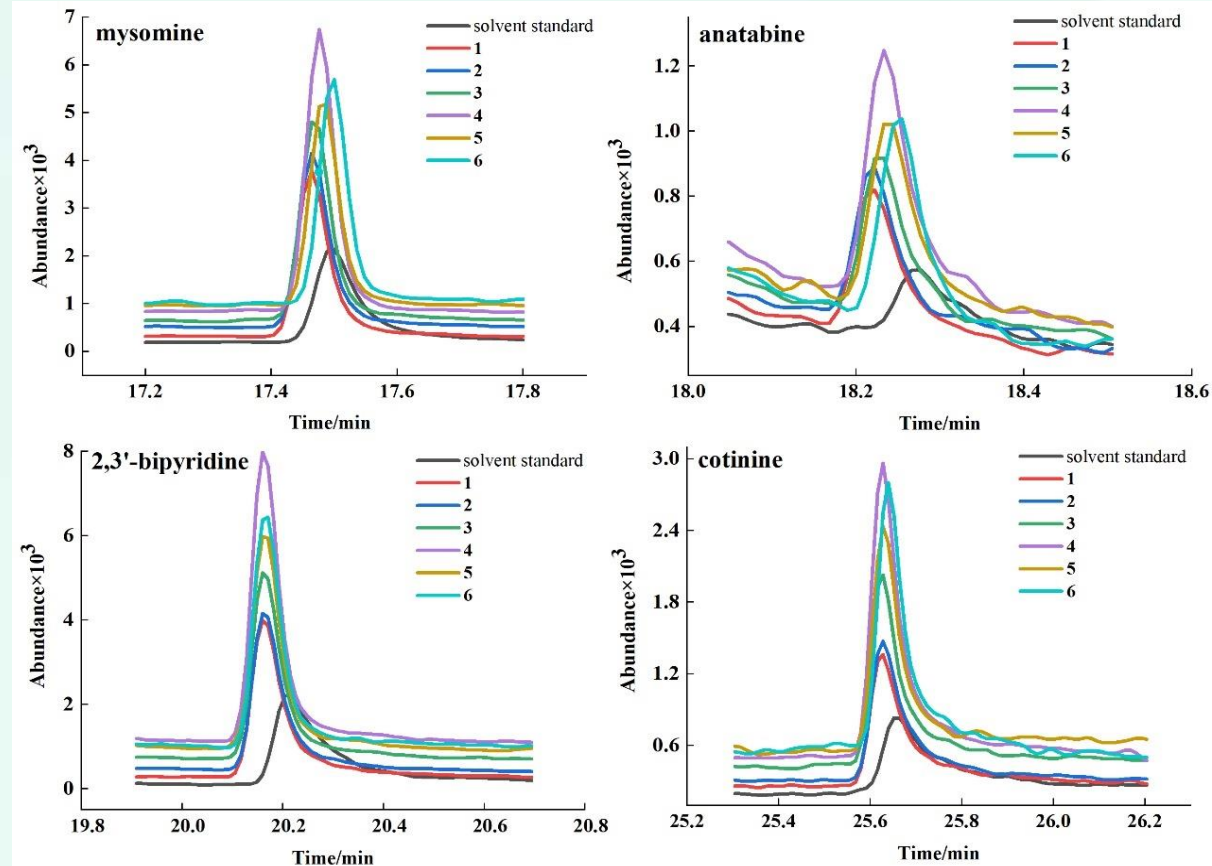 mysomine
solvent standard
1
2
3
4
5
6
7
6
5
4
3
2
1
0
Abundance×10³
17.2 17.4 17.6 17.8
Time/min
anatabine
solvent standard
1
2
3
4
5
6
1.2
1.0
0.8
0.6
0.4
Abundance×10³
18.0 18.2 18.4 18.6
Time/min
2,3'-bipyridine
solvent standard
1
2
3
4
5
6
8
6
4
2
0
Abundance×10³
19.8 20.0 20.2 20.4 20.6 20.8
Time/min
cotinine
solvent standard
1
2
3
4
5
6
3.0
2.4
1.8
1.2
0.6
Abundance×10³
25.2 25.4 25.6 25.8 26.0 26.2
Time/min